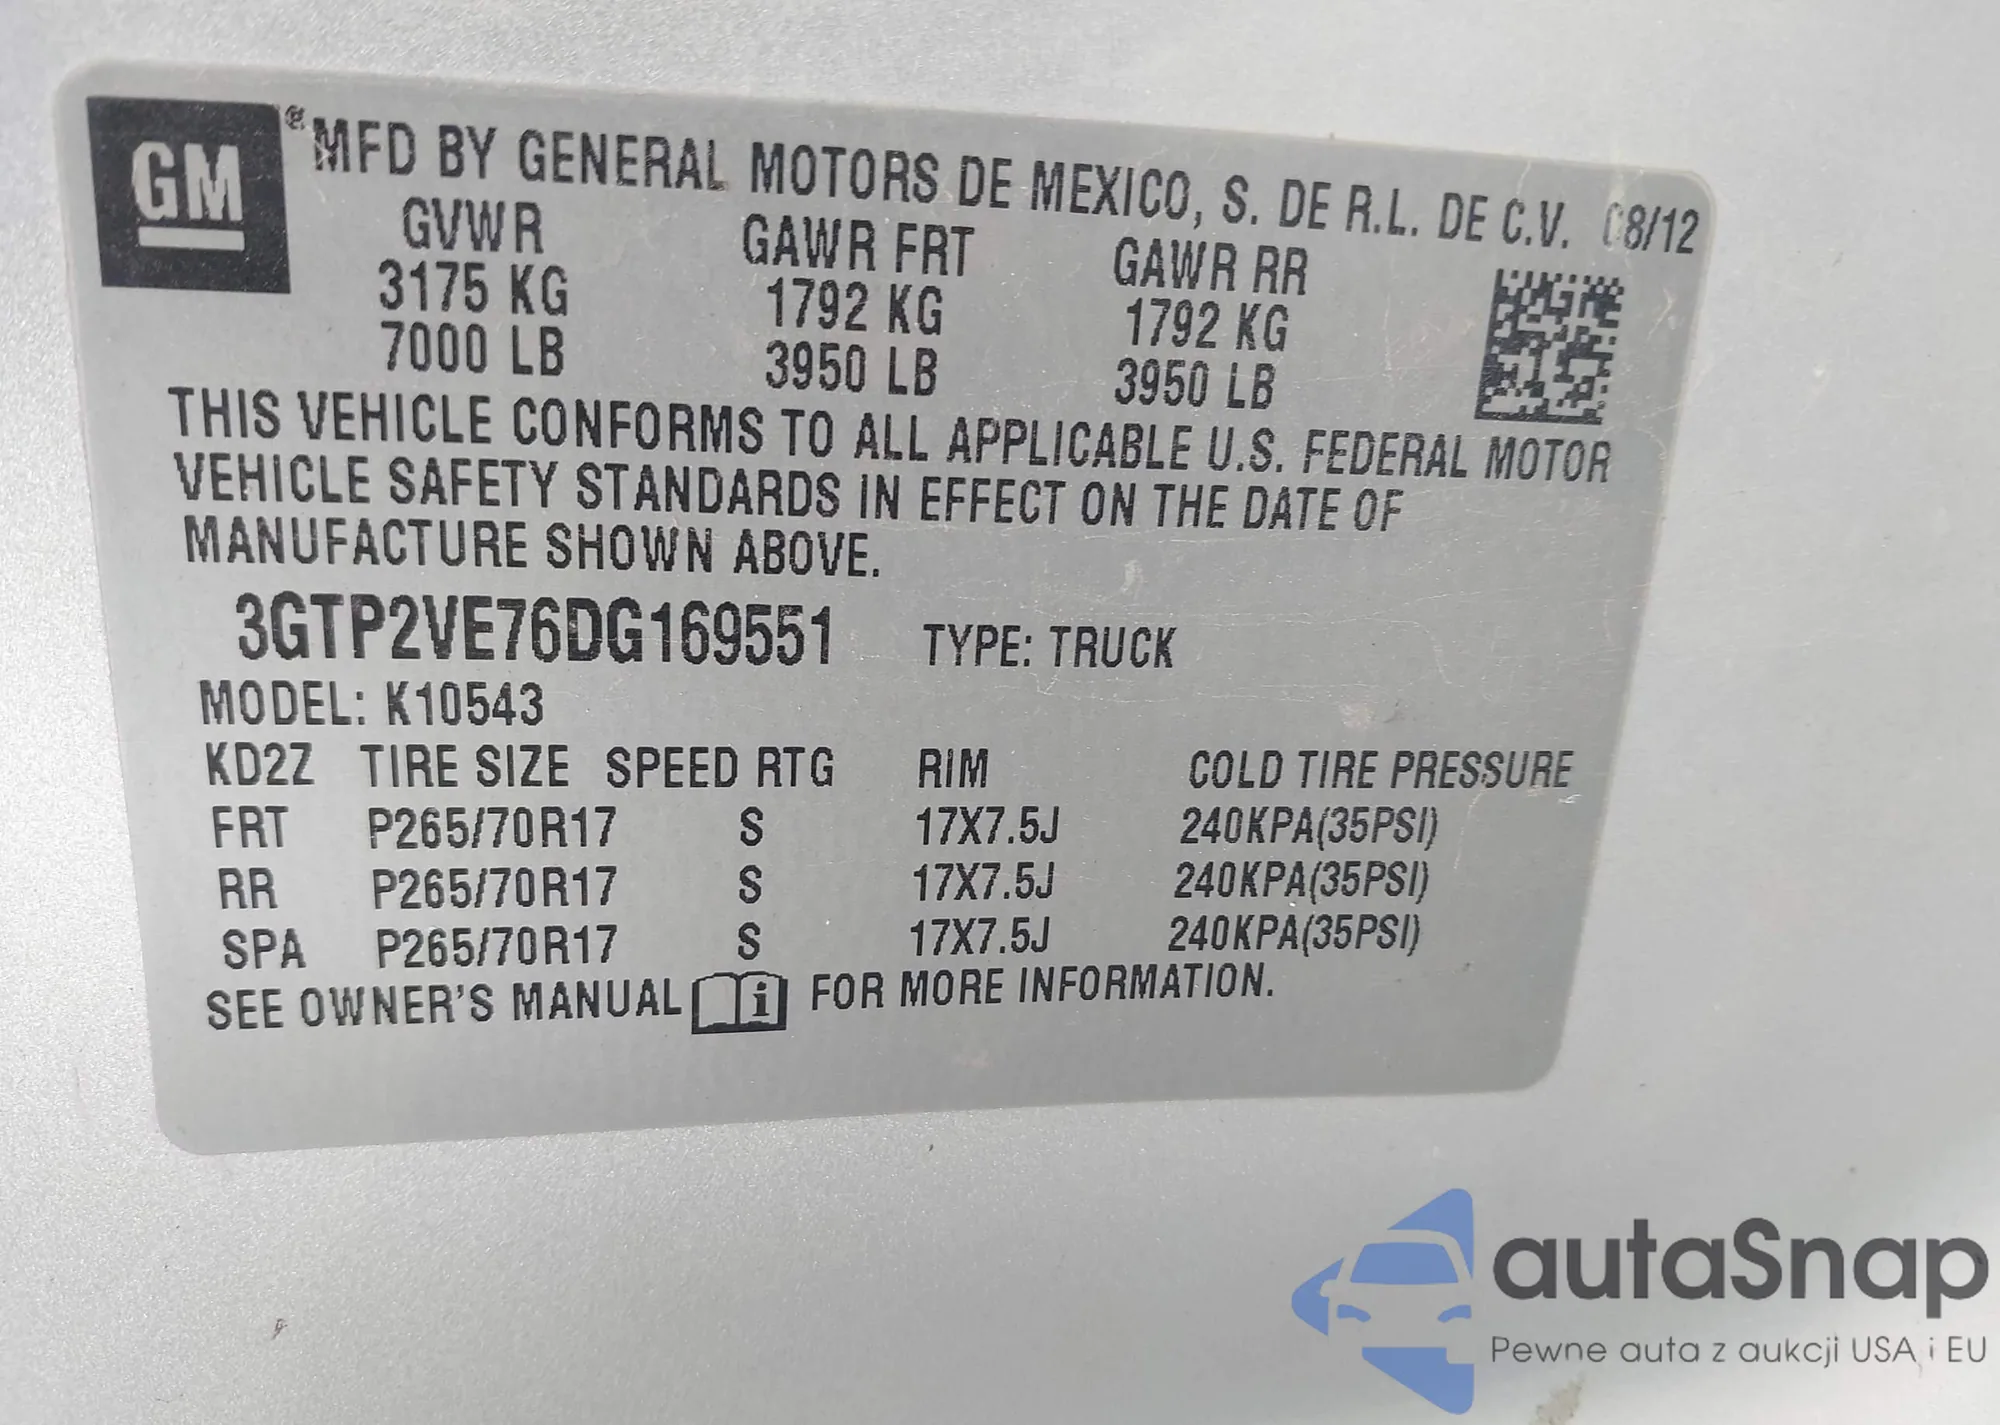 GM ® MFD BY GENERAL MOTORS DE MEXICO, S. DE R.L. DE C.V. 08/12
GVWR GAWR FRT GAWR RR
3175 KG 1792 KG 1792 KG
7000 LB 3950 LB 3950 LB
THIS VEHICLE CONFORMS TO ALL APPLICABLE U.S. FEDERAL MOTOR
VEHICLE SAFETY STANDARDS IN EFFECT ON THE DATE OF
MANUFACTURE SHOWN ABOVE.
3GTP2VE76DG169551 TYPE: TRUCK
MODEL: K10543
KD2Z TIRE SIZE SPEED RTG RIM COLD TIRE PRESSURE
FRT P265/70R17 S 17X7.5J 240KPA(35PSI)
RR P265/70R17 S 17X7.5J 240KPA(35PSI)
SPA P265/70R17 S 17X7.5J 240KPA(35PSI)
SEE OWNER'S MANUAL i FOR MORE INFORMATION.
autaSnap
Pewne auta z aukcji USA i EU